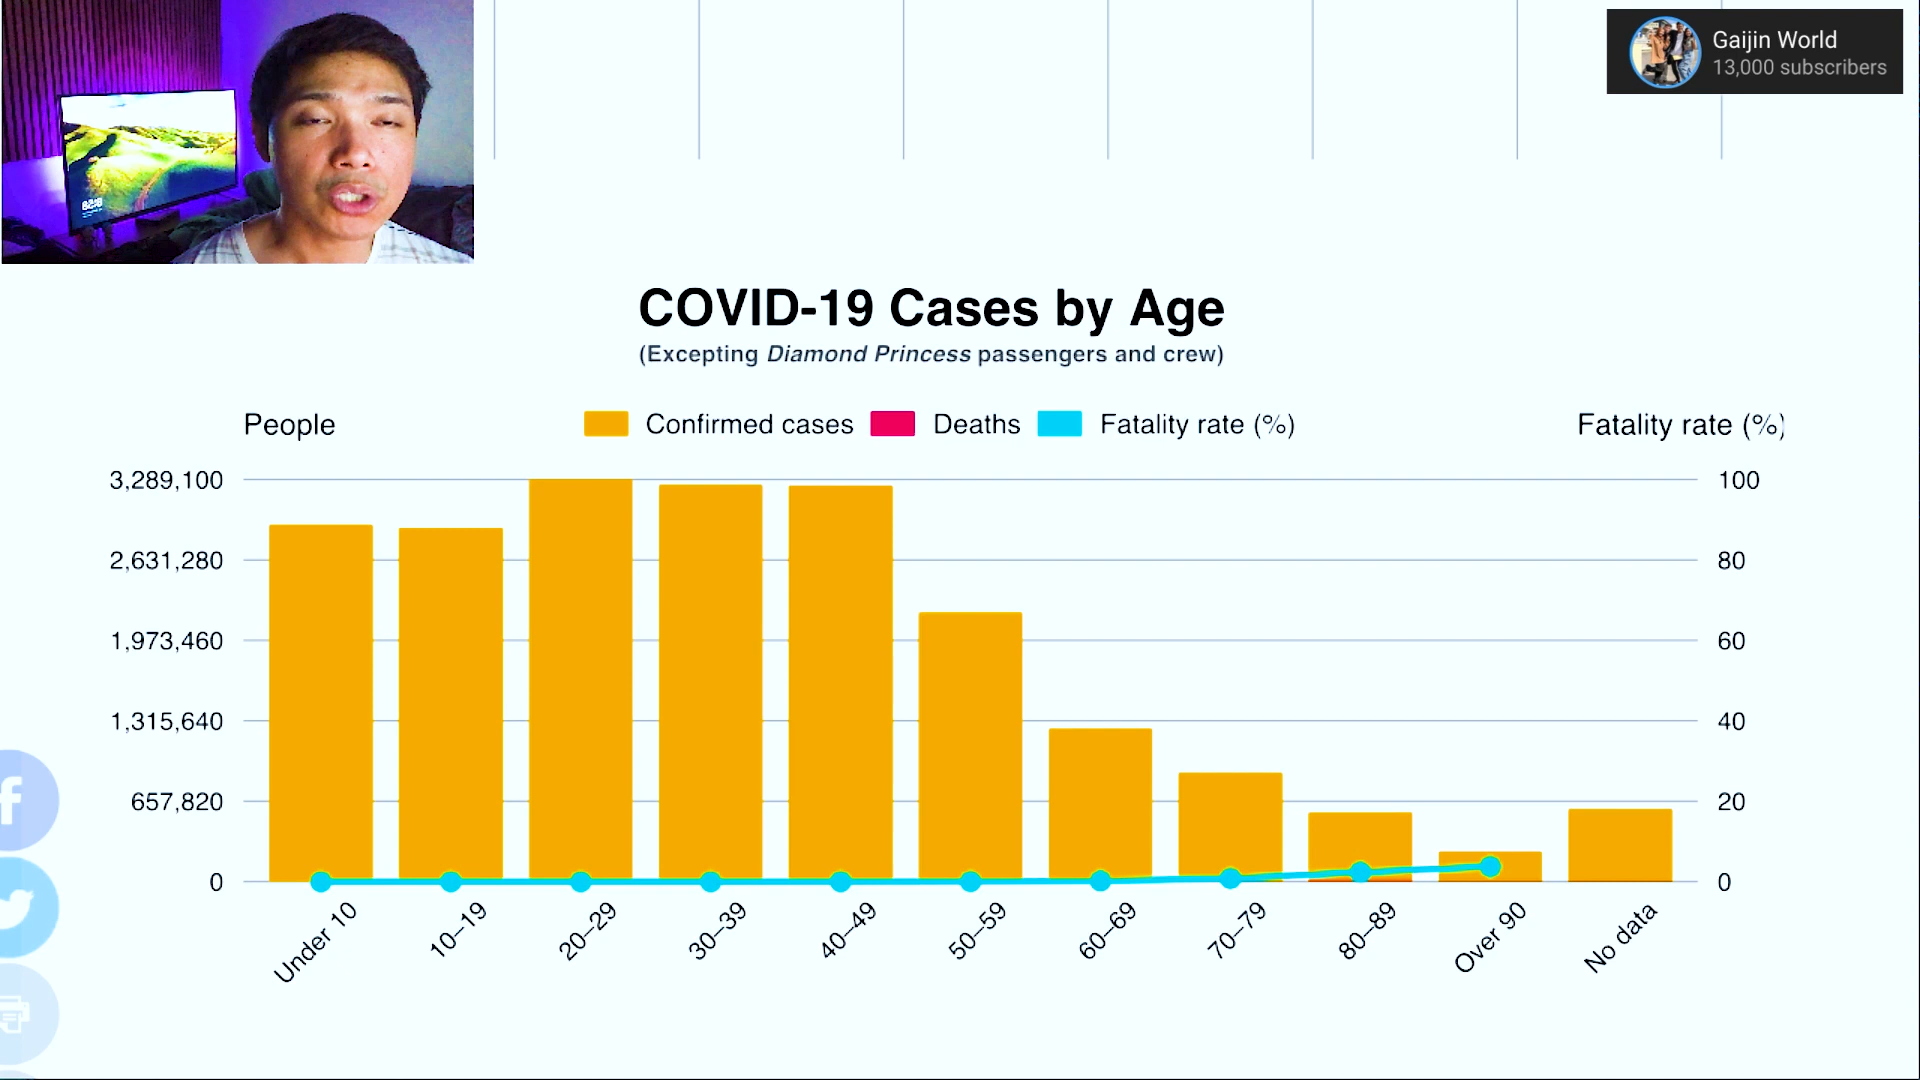 Gaijin World
13,000 subscribers
COVID-19 Cases by Age
(Excepting Diamond Princess passengers and crew)
People
Confirmed cases
Deaths
Fatality rate (%)
Fatality rate (%)
3,289,100
100
2,631,280
80
1,973,460
60
1,315,640
40
657,820
20
0
0
Under 10
10–19
20–29
30–39
40–49
50–59
60–69
70–79
80–89
Over 90
No data